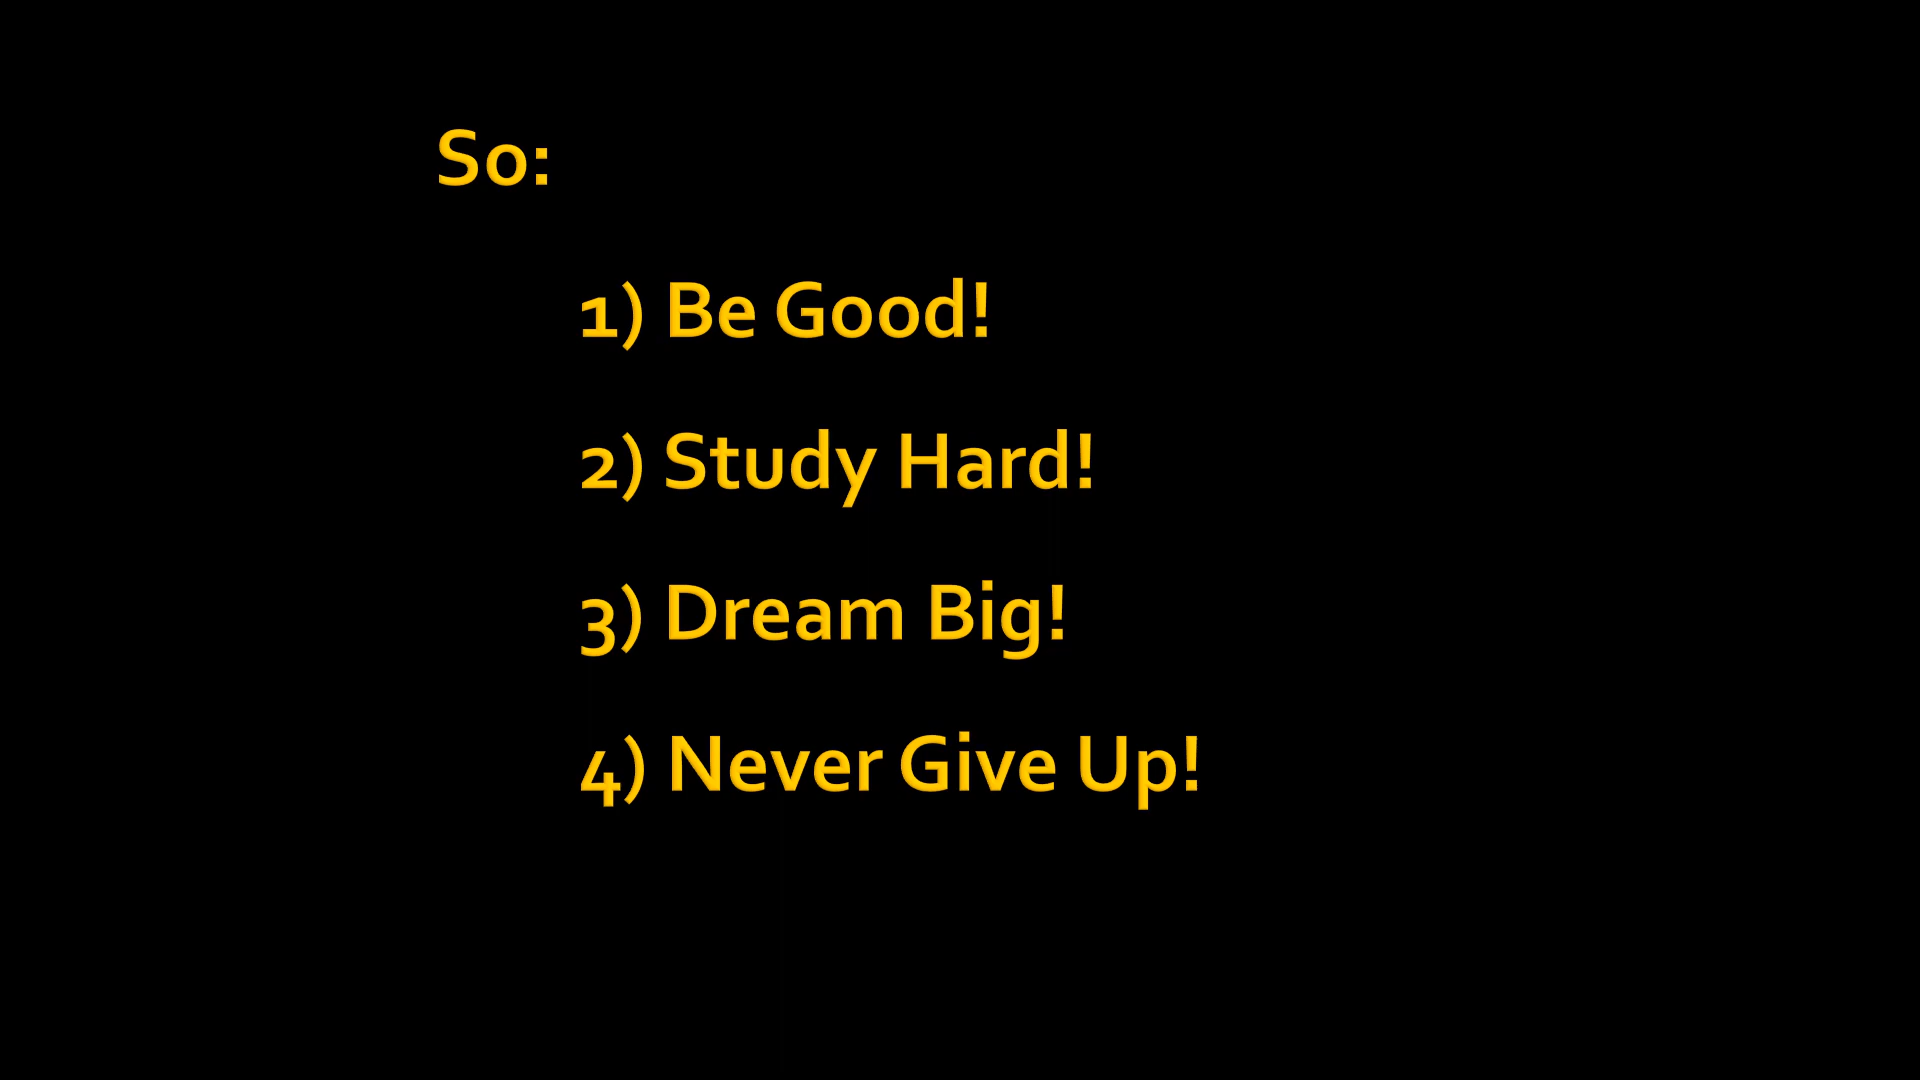 So:
1) Be Good!
2) Study Hard!
3) Dream Big!
4) Never Give Up!